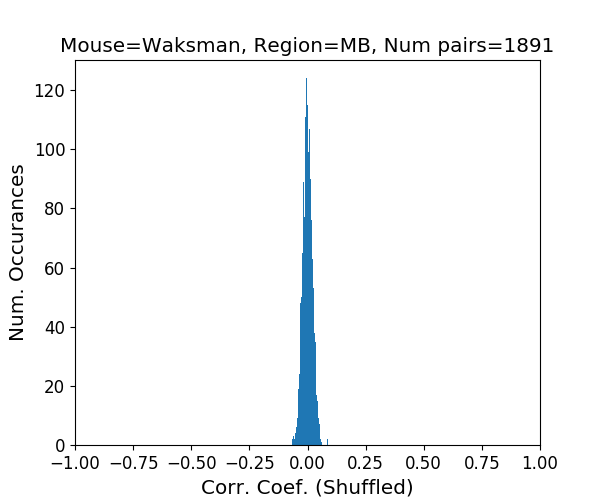 Mouse=Waksman, Region=MB, Num pairs=1891
120
100
80
60
40
20
0
Num. Occurances
−1.00 −0.75 −0.50 −0.25 0.00 0.25 0.50 0.75 1.00
Corr. Coef. (Shuffled)